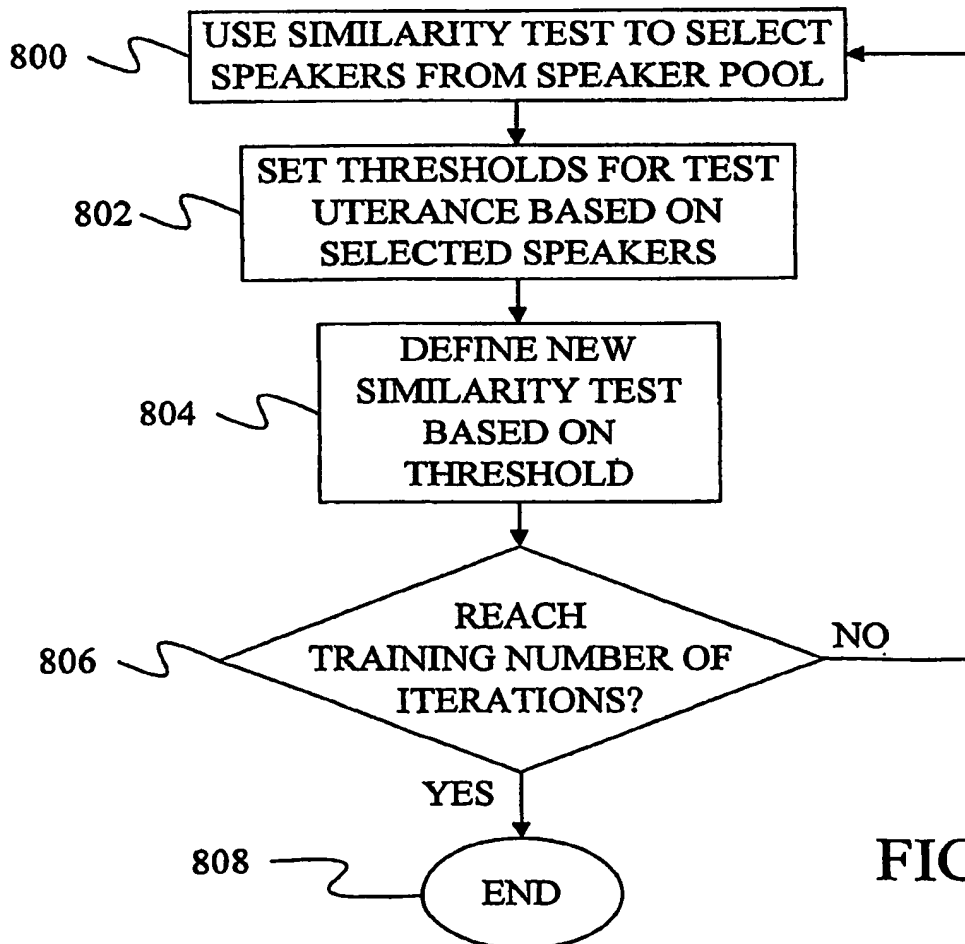 800
USE SIMILARITY TEST TO SELECT
SPEAKERS FROM SPEAKER POOL
802
SET THRESHOLDS FOR TEST
UTERANCE BASED ON
SELECTED SPEAKERS
804
DEFINE NEW
SIMILARITY TEST
BASED ON
THRESHOLD
806
REACH
TRAINING NUMBER OF
ITERATIONS?
NO
YES
808
END
FIG